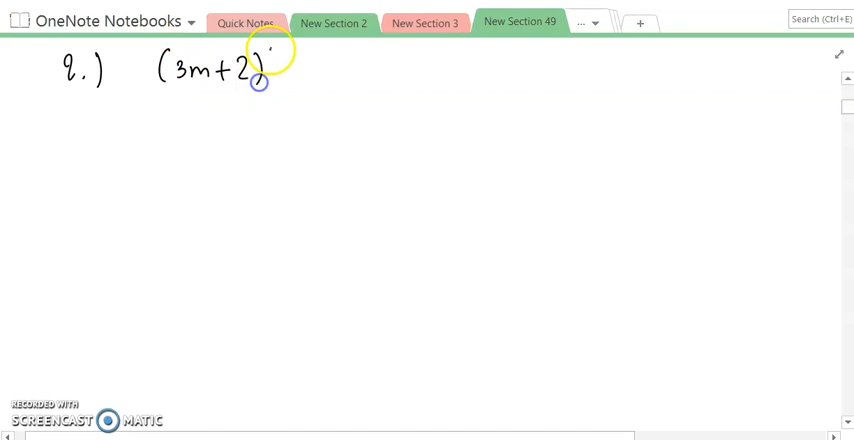 OneNote Notebooks Quick Notes New Section 2 New Section 3 New Section 49 ... + Search (Ctrl+E)
2.) (3m+2)
RECORDED WITH
SCREENCAST MATIC